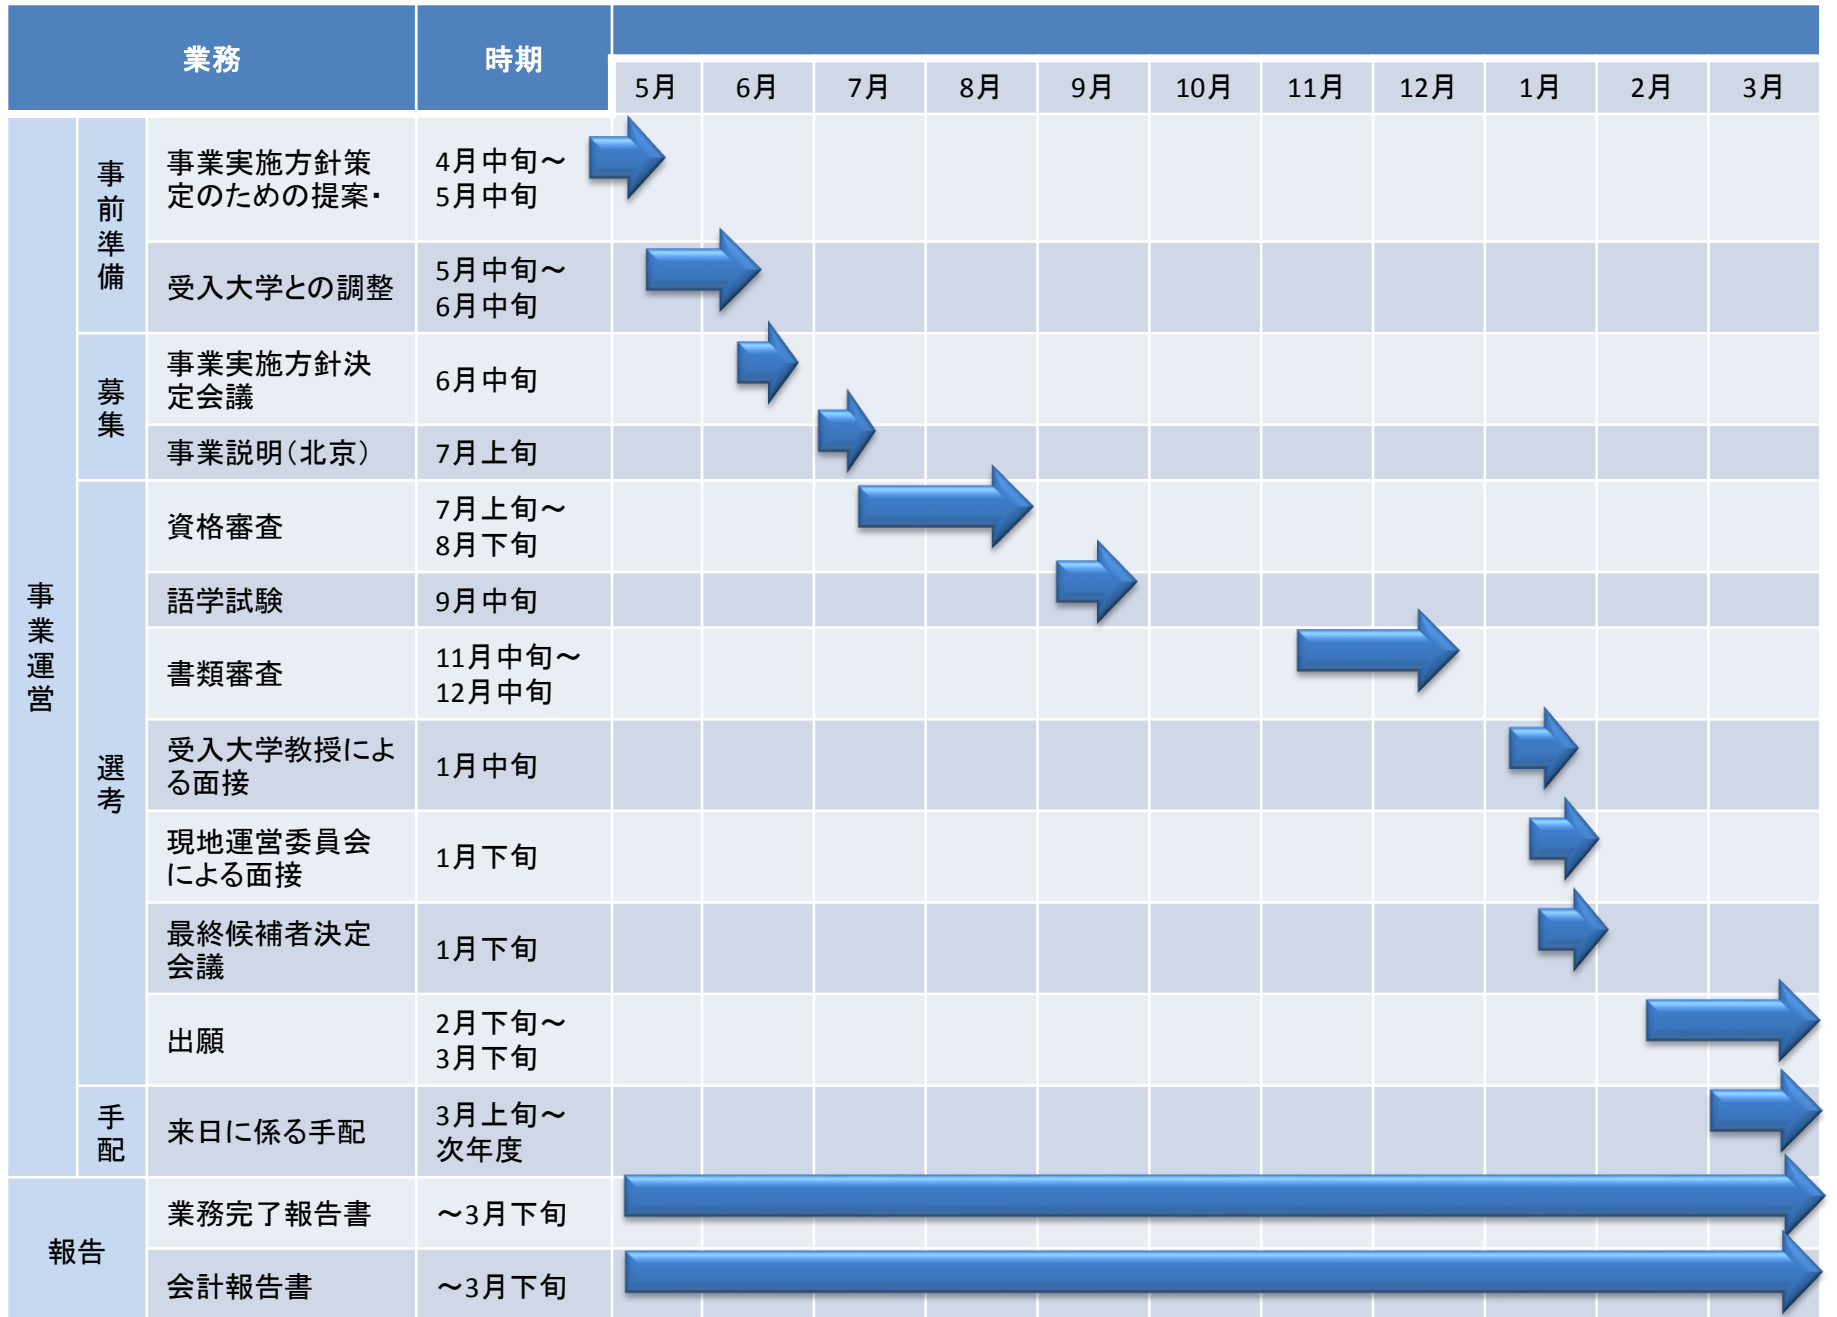 業務
時期
5月 6月 7月 8月 9月 10月 11月 12月 1月 2月 3月
事業運営
事前準備
事業実施方針策
定のための提案・
4月中旬～
5月中旬
受入大学との調整
5月中旬～
6月中旬
募集
事業実施方針決
定会議
6月中旬
事業説明（北京）
7月上旬
選考
資格審査
7月上旬～
8月下旬
語学試験
9月中旬
書類審査
11月中旬～
12月中旬
受入大学教授によ
る面接
1月中旬
現地運営委員会
による面接
1月下旬
最終候補者決定
会議
1月下旬
出願
2月下旬～
3月下旬
手配
来日に係る手配
3月上旬～
次年度
報告
業務完了報告書
～3月下旬
会計報告書
～3月下旬